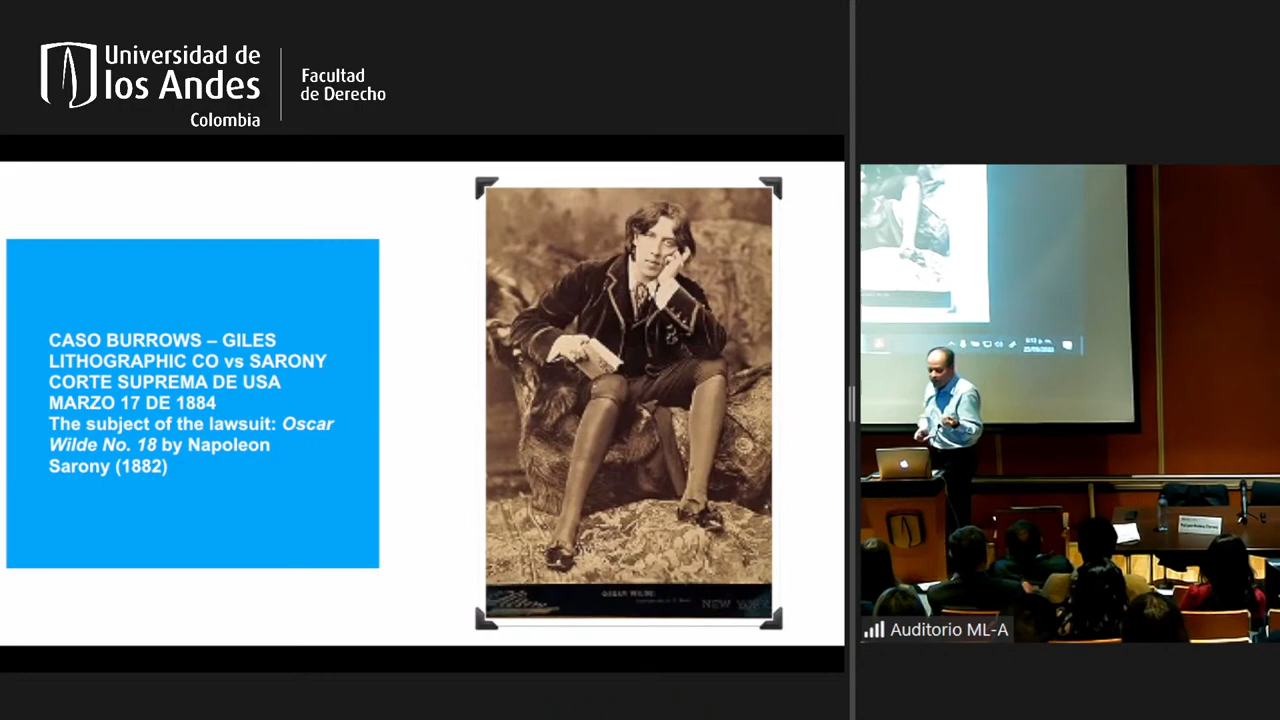 Universidad de
los Andes
Colombia
Facultad
de Derecho
CASO BURROWS – GILES
LITHOGRAPHIC CO vs SARONY
CORTE SUPREMA DE USA
MARZO 17 DE 1884
The subject of the lawsuit: Oscar
Wilde No. 18 by Napoleon
Sarony (1882)
OSCAR WILDE
NEW YORK
Auditorio ML-A